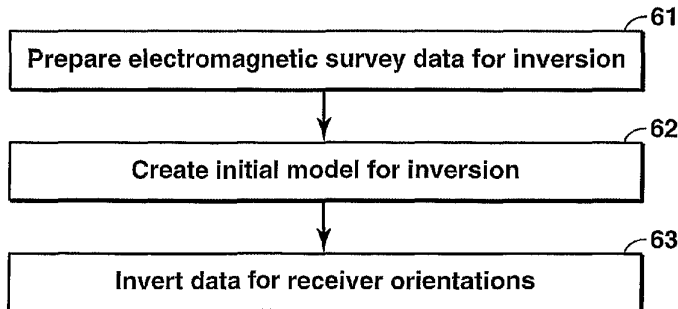 61
Prepare electromagnetic survey data for inversion
62
Create initial model for inversion
63
Invert data for receiver orientations